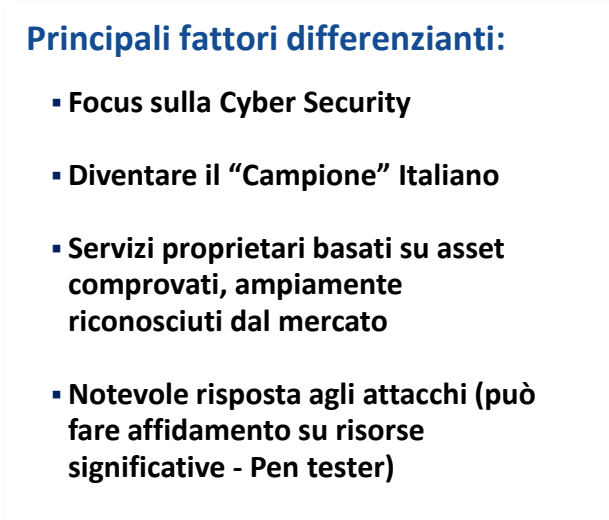 Principali fattori differenzianti:
▪ Focus sulla Cyber Security
▪ Diventare il “Campione” Italiano
▪ Servizi proprietari basati su asset
comprovati, ampiamente
riconosciuti dal mercato
▪ Notevole risposta agli attacchi (può
fare affidamento su risorse
significative - Pen tester)